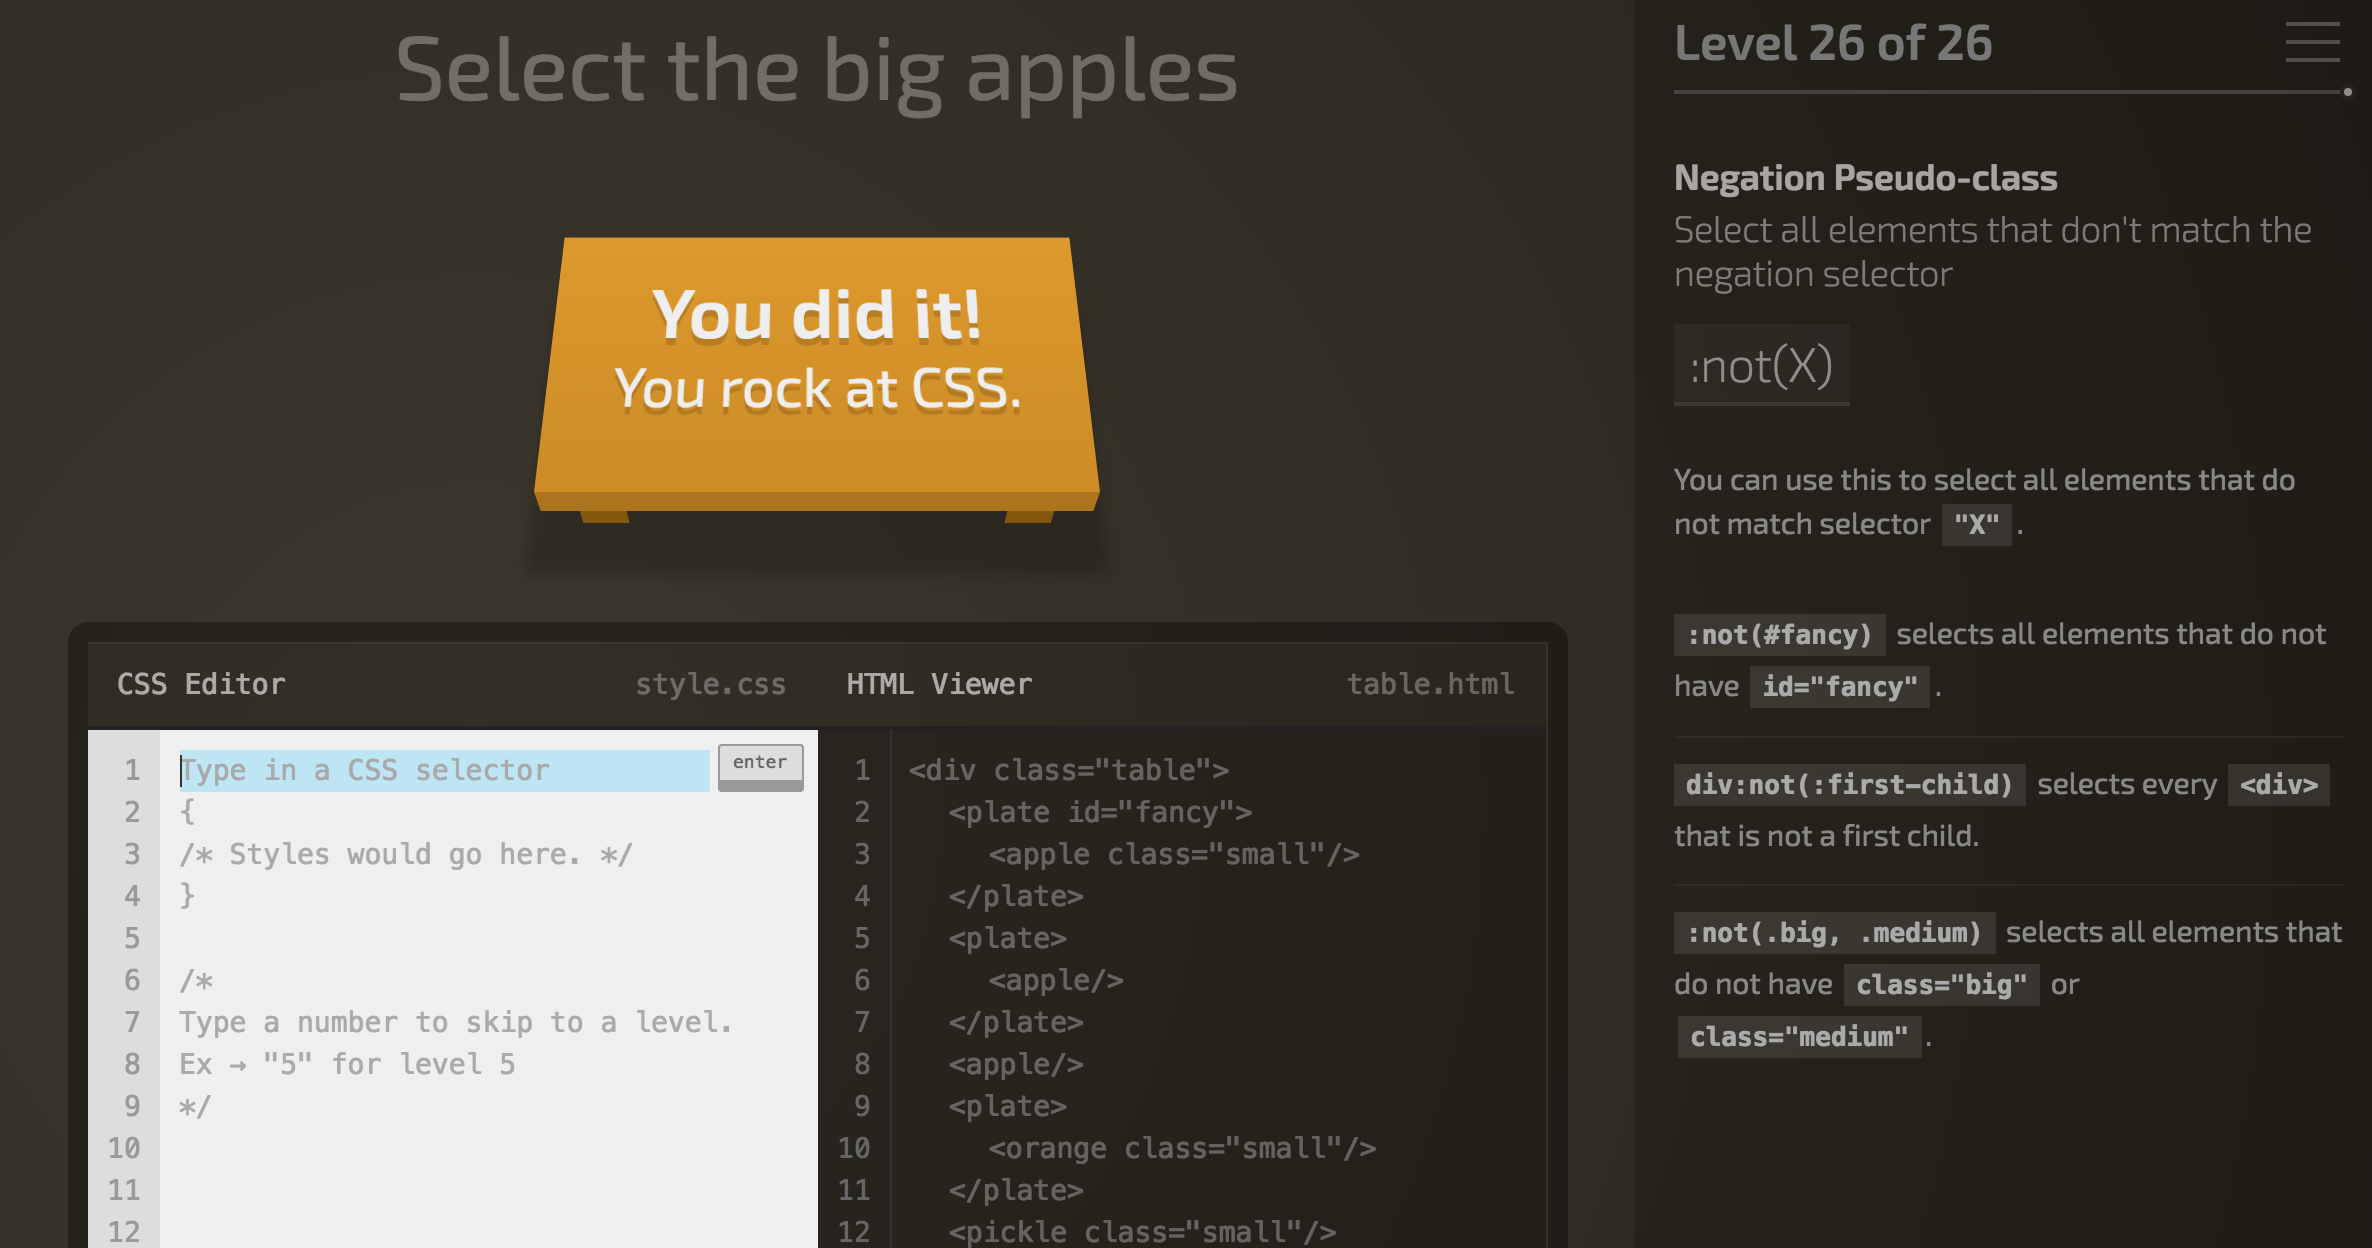 Select the big apples
You did it!
You rock at CSS.
CSS Editor style.css
HTML Viewer table.html
1 Type in a CSS selector enter
2 {
3 /* Styles would go here. */
4 }
5
6 /*
7 Type a number to skip to a level.
8 Ex → "5" for level 5
9 */
10
11
12
1 <div class="table">
2 <plate id="fancy">
3 <apple class="small"/>
4 </plate>
5 <plate>
6 <apple/>
7 </plate>
8 <apple/>
9 <plate>
10 <orange class="small"/>
11 </plate>
12 <pickle class="small"/>
Level 26 of 26
Negation Pseudo-class
Select all elements that don't match the
negation selector
:not(X)
You can use this to select all elements that do
not match selector "X" .
:not(#fancy) selects all elements that do not
have id="fancy" .
div:not(:first-child) selects every <div>
that is not a first child.
:not(.big, .medium) selects all elements that
do not have class="big" or
class="medium" .